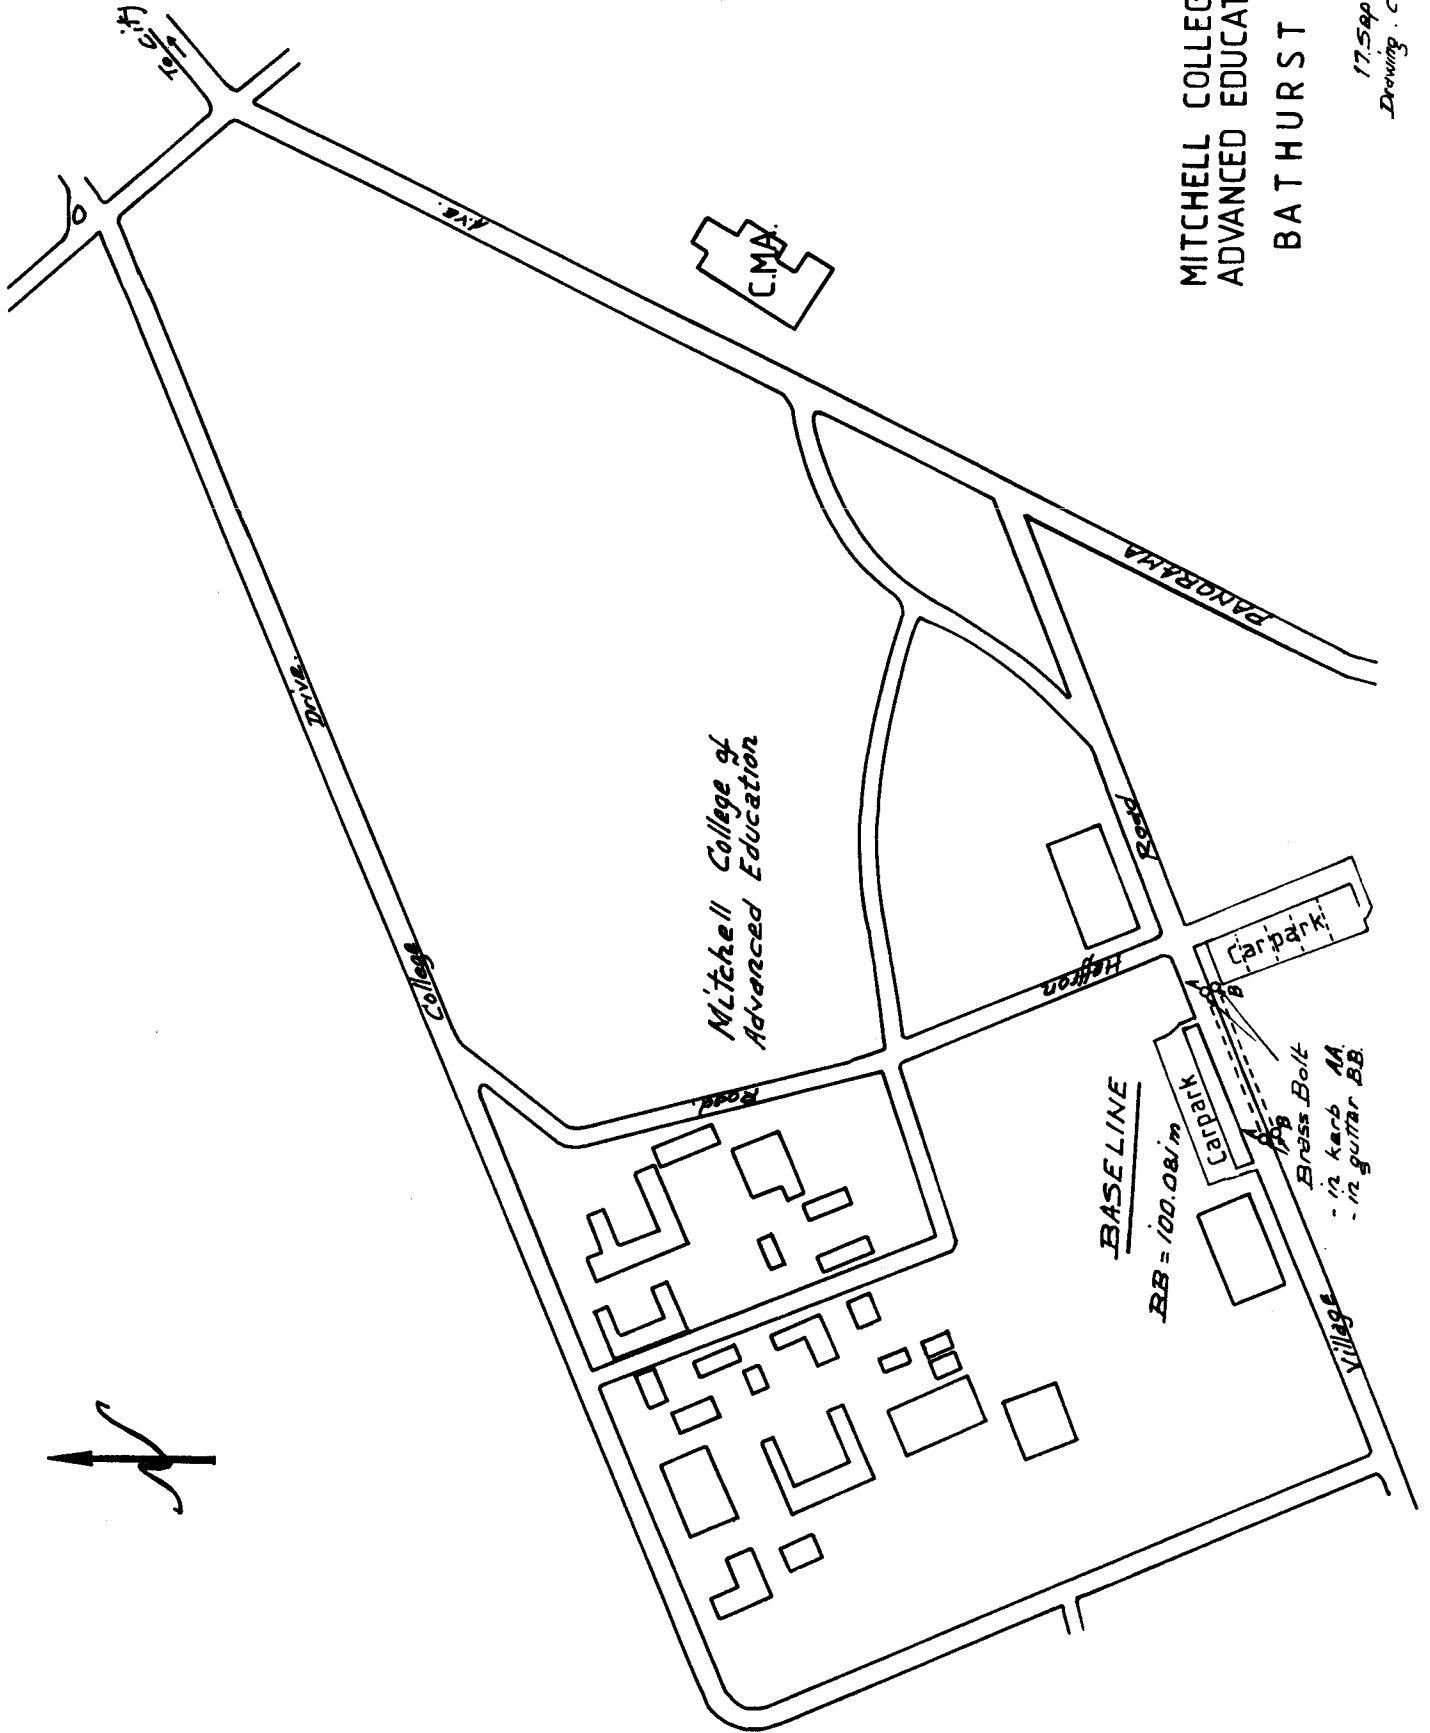 To City
Ave.
C.M.A.
MITCHELL COLLEG
ADVANCED EDUCAT
BATHURST
17.Sep
Drawing. C
Drive.
College
PANORAMA
Mitchell College of
Advanced Education
Road
Heffron
Road.
Carpark
A
B
Carpark
A
B
BASELINE
BB = 100.081m
Brass Bolt
- in kerb AA.
- in gutter BB.
Village